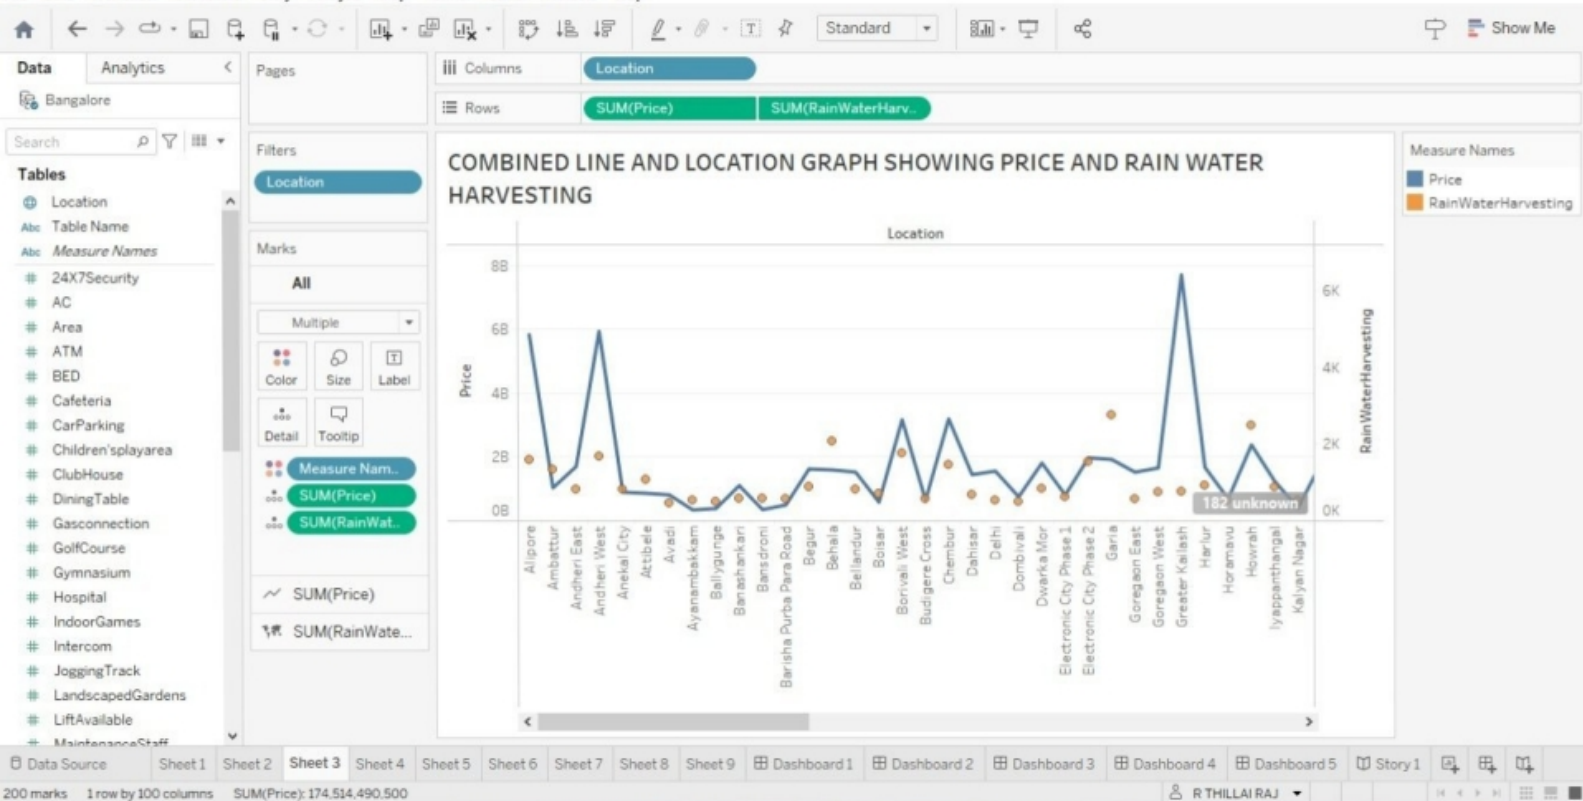 Standard
Show Me
Data Analytics
Bangalore
Search
Tables
Location
Abc Table Name
Abc Measure Names
# 24X7Security
# AC
# Area
# ATM
# BED
# Cafeteria
# CarParking
# Children'splayarea
# ClubHouse
# DiningTable
# Gasconnection
# GolfCourse
# Gymnasium
# Hospital
# IndoorGames
# Intercom
# JoggingTrack
# LandscapedGardens
# LiftAvailable
# MaintenanceStaff
Pages
Filters
Location
Marks
All
Multiple
Color Size Label
Detail Tooltip
Measure Nam..
SUM(Price)
SUM(RainWat..
SUM(Price)
SUM(RainWate...
Columns Location
Rows SUM(Price) SUM(RainWaterHarv..
COMBINED LINE AND LOCATION GRAPH SHOWING PRICE AND RAIN WATER
HARVESTING
Location
8B
6B
4B
2B
0B
Price
6K
4K
2K
0K
RainWaterHarvesting
182 unknown
Alipore
Ambattur
Andheri East
Andheri West
Anekal City
Attibele
Avadi
Ayanambakkam
Ballygunge
Banashankari
Bansdroni
Barisha Purba Para Road
Begur
Behala
Bellandur
Boisar
Borivali West
Budigere Cross
Chembur
Dahisar
Delhi
Dombivali
Dwarka Mor
Electronic City Phase 1
Electronic City Phase 2
Garia
Goregaon East
Goregaon West
Greater Kailash
Harlur
Horamavu
Howrah
Iyappanthangal
Kalyan Nagar
Measure Names
Price
RainWaterHarvesting
Data Source Sheet 1 Sheet 2 Sheet 3 Sheet 4 Sheet 5 Sheet 6 Sheet 7 Sheet 8 Sheet 9 Dashboard 1 Dashboard 2 Dashboard 3 Dashboard 4 Dashboard 5 Story 1
200 marks 1 row by 100 columns SUM(Price): 174,514,490,500 R THILLAI RAJ